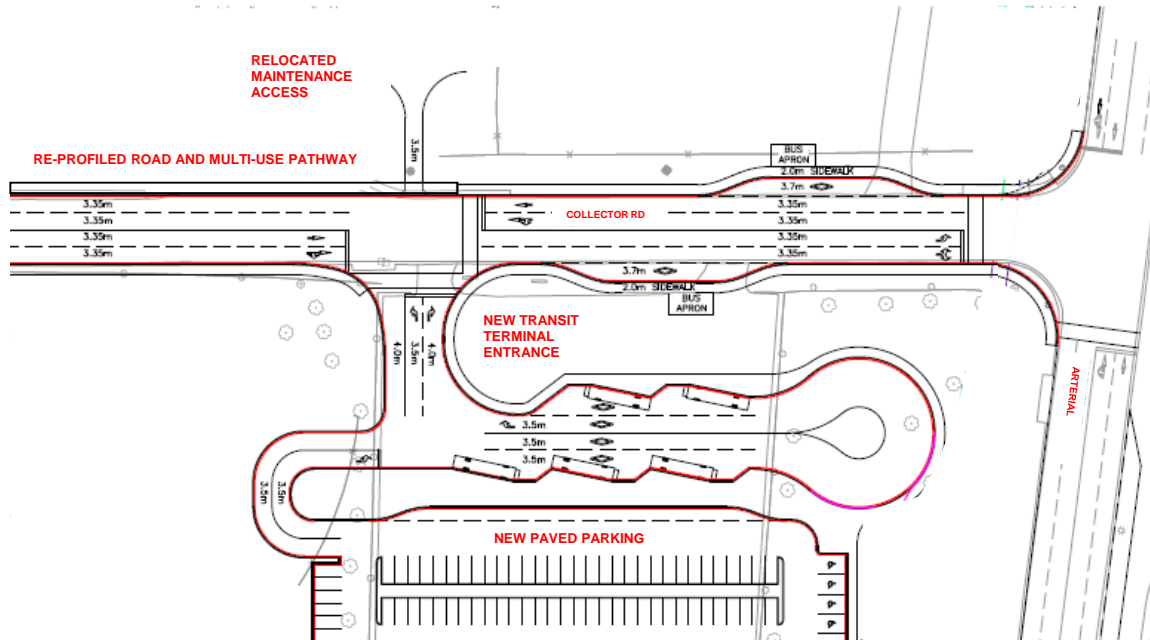 RELOCATED
MAINTENANCE
ACCESS
3.5m
RE-PROFILED ROAD AND MULTI-USE PATHWAY
BUS
APRON
2.0m SIDEWALK
3.7m
3.35m
3.35m
3.35m
3.35m
COLLECTOR RD
3.35m
3.35m
3.35m
3.35m
3.7m
2.0m SIDEWALK
BUS
APRON
NEW TRANSIT
TERMINAL
ENTRANCE
4.0m
3.5m
4.0m
ARTERIAL
3.5m
3.5m
3.5m
3.5m
3.5m
NEW PAVED PARKING